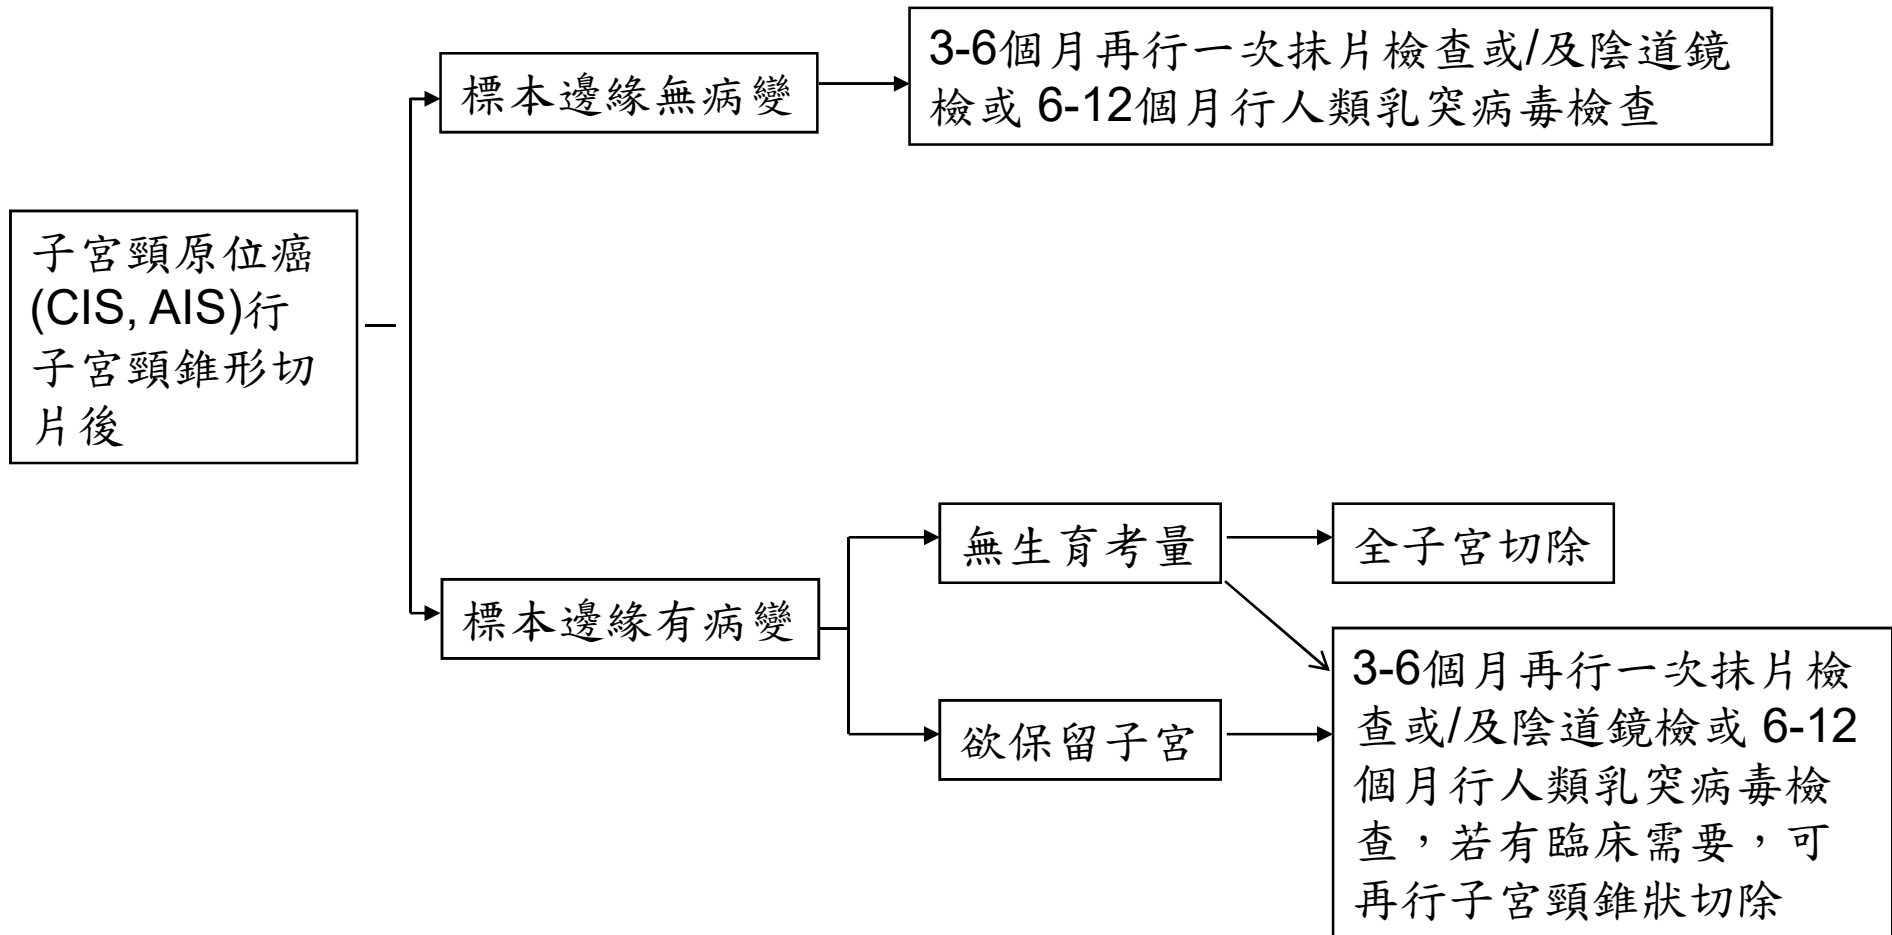 標本邊緣無病變
3-6個月再行一次抹片檢查或/及陰道鏡
檢或 6-12個月行人類乳突病毒檢查
子宮頸原位癌
(CIS, AIS)行
子宮頸錐形切
片後
無生育考量
全子宮切除
標本邊緣有病變
欲保留子宮
3-6個月再行一次抹片檢
查或/及陰道鏡檢或 6-12
個月行人類乳突病毒檢
查，若有臨床需要，可
再行子宮頸錐狀切除